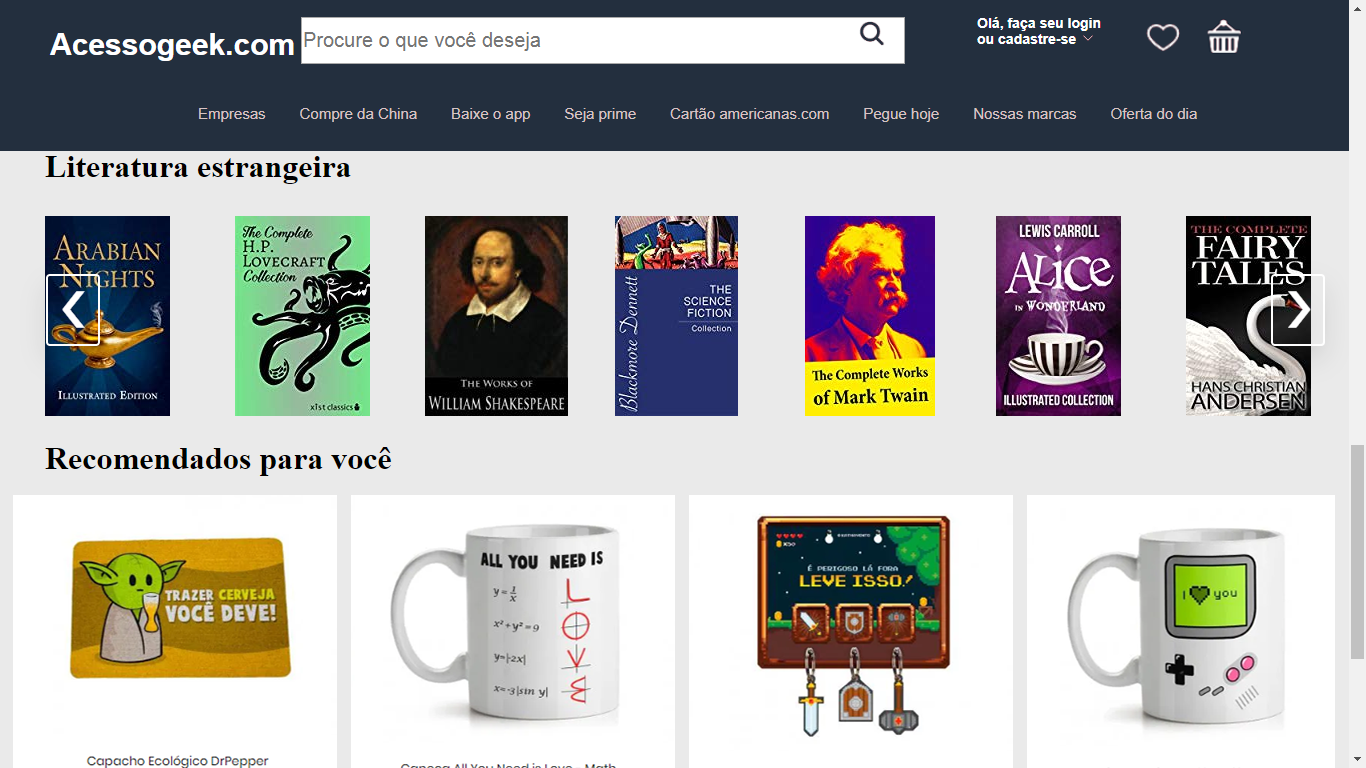 Acessogeek.com
Procure o que você deseja
Olá, faça seu login
ou cadastre-se
Empresas
Compre da China
Baixe o app
Seja prime
Cartão americanas.com
Pegue hoje
Nossas marcas
Oferta do dia
Literatura estrangeira
ARABIAN
NIGHTS
ILLUSTRATED EDITION
The Complete
H.P.
LOVECRAFT
Collection
x1st classics
THE WORKS OF
WILLIAM SHAKESPEARE
Blackmore Dennett
THE
SCIENCE
FICTION
Collection
The Complete Works
of Mark Twain
LEWIS CARROLL
ALiCE
IN WONDERLAND
ILLUSTRATED COLLECTION
THE COMPLETE
FAIRY
TALES
HANS CHRISTIAN
ANDERSEN
Recomendados para você
TRAZER CERVEJA
VOCÊ DEVE!
ALL YOU NEED IS
y = 1/x
x² + y² = 9
y = |-2x|
x = -3|sin y|
LOVE
É PERIGOSO LÁ FORA
LEVE ISSO!
I ♥ you
Capacho Ecológico DrPepper
Caneca All You Need is Love - Math